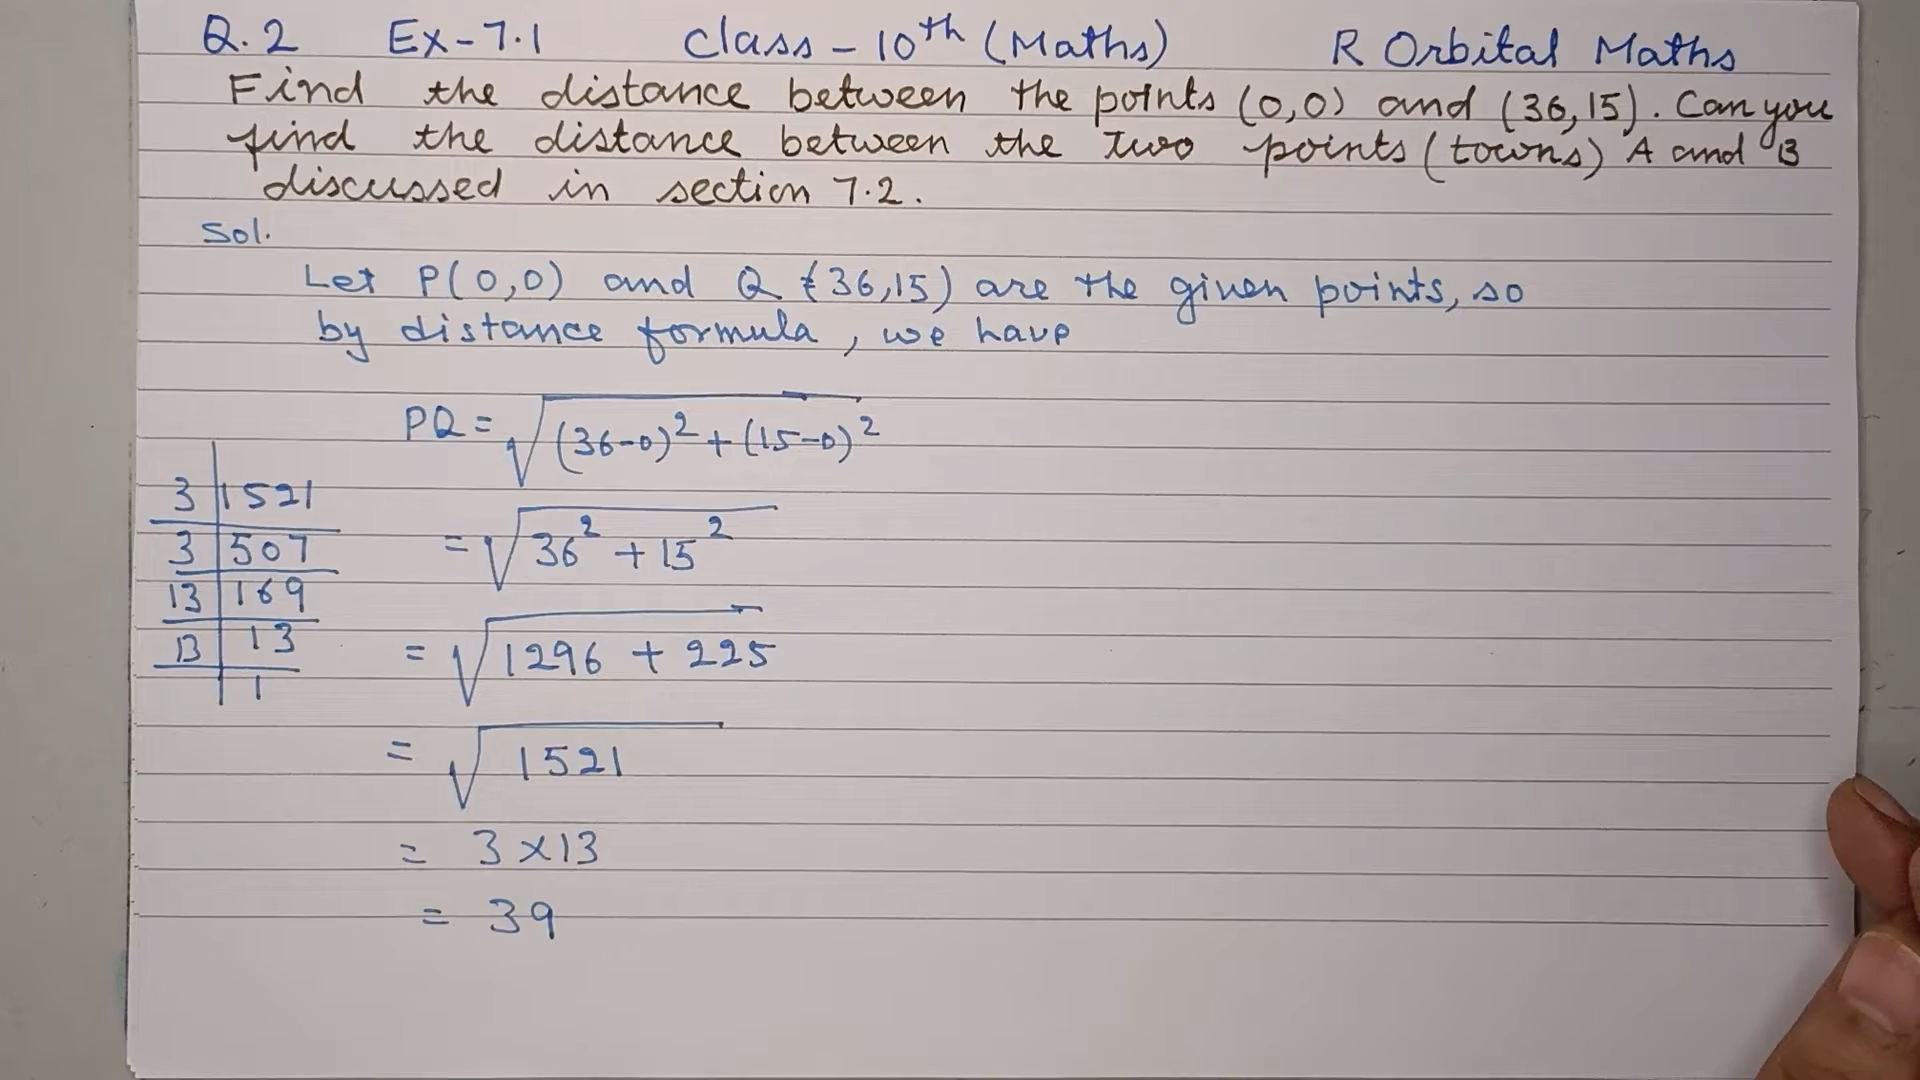 Q.2 Ex-7.1 Class-10th (Maths) R Orbital Maths
Find the distance between the points (0,0) and (36,15). Can you
find the distance between the two points (towns) A and B
discussed in section 7.2.
Sol.
Let P(0,0) and Q (36,15) are the given points, so
by distance formula, we have
PQ = √(36-0)² + (15-0)²
= √36² + 15²
= √1296 + 225
= √1521
= 3 × 13
= 39
3 | 1521
3 | 507
13 | 169
13 | 13
| 1